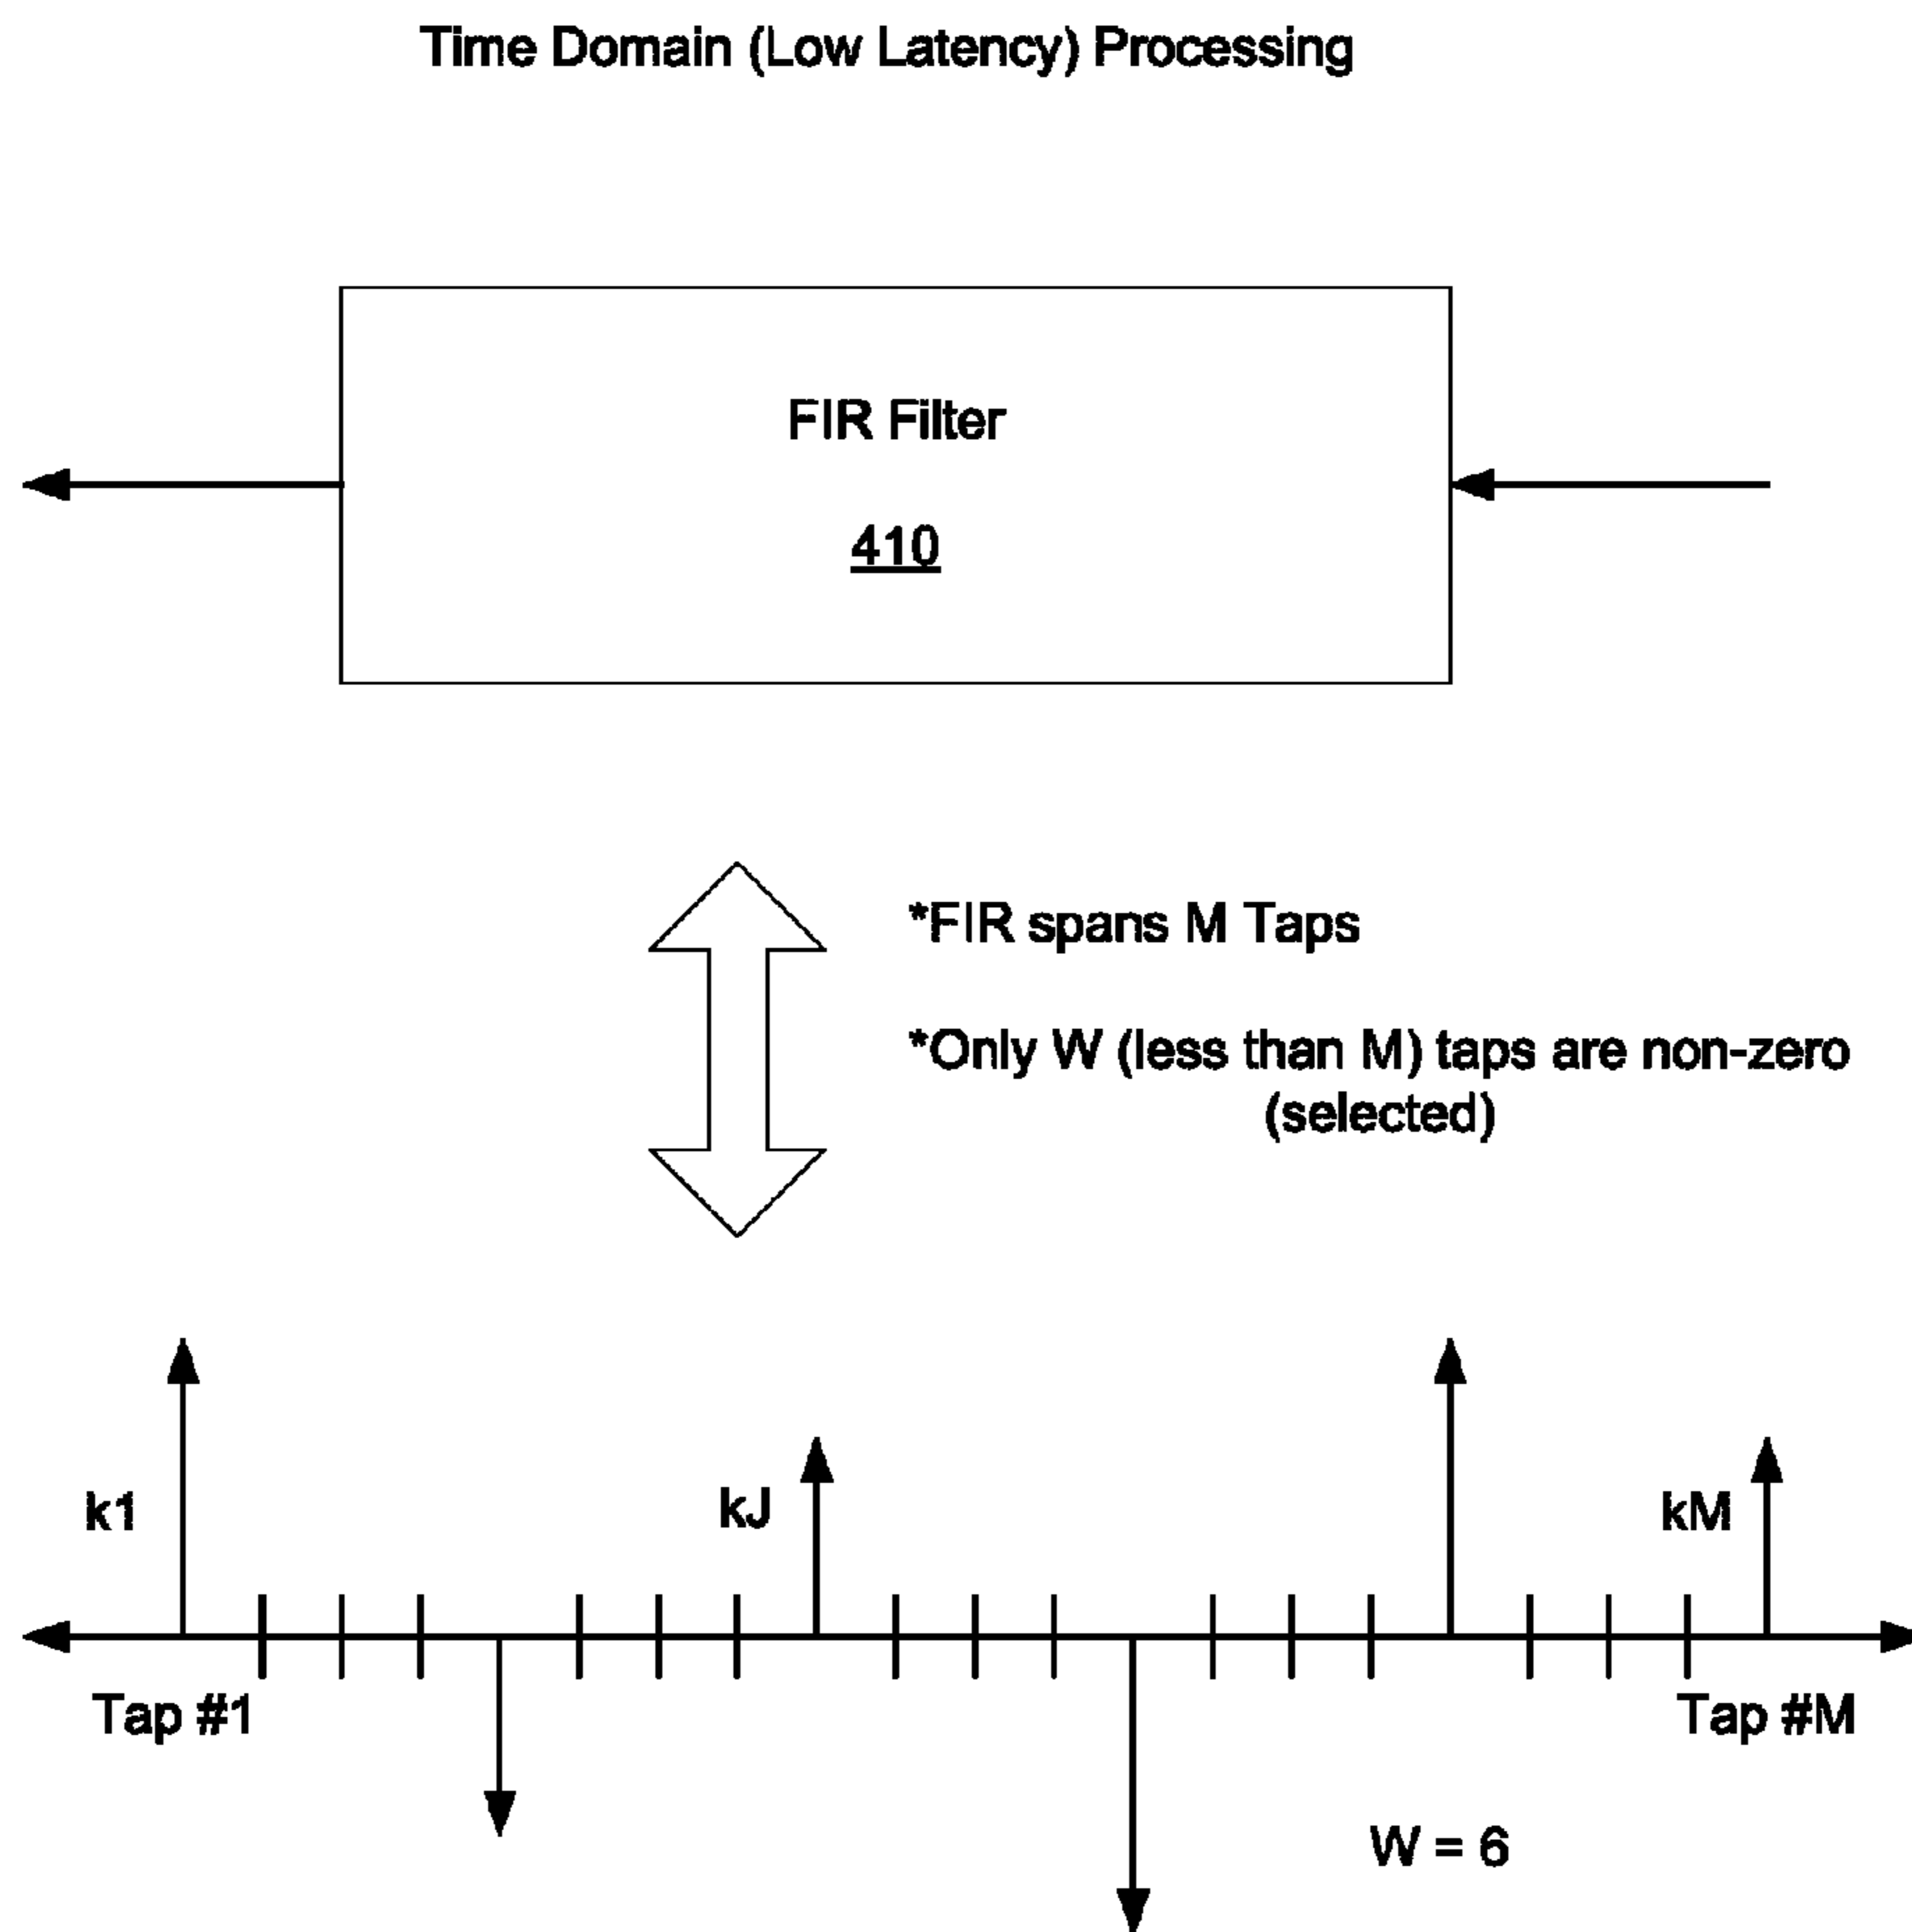 Time Domain (Low Latency) Processing
FIR Filter
410
*FIR spans M Taps
*Only W (less than M) taps are non-zero
(selected)
k1
kJ
kM
Tap #1
Tap #M
W = 6